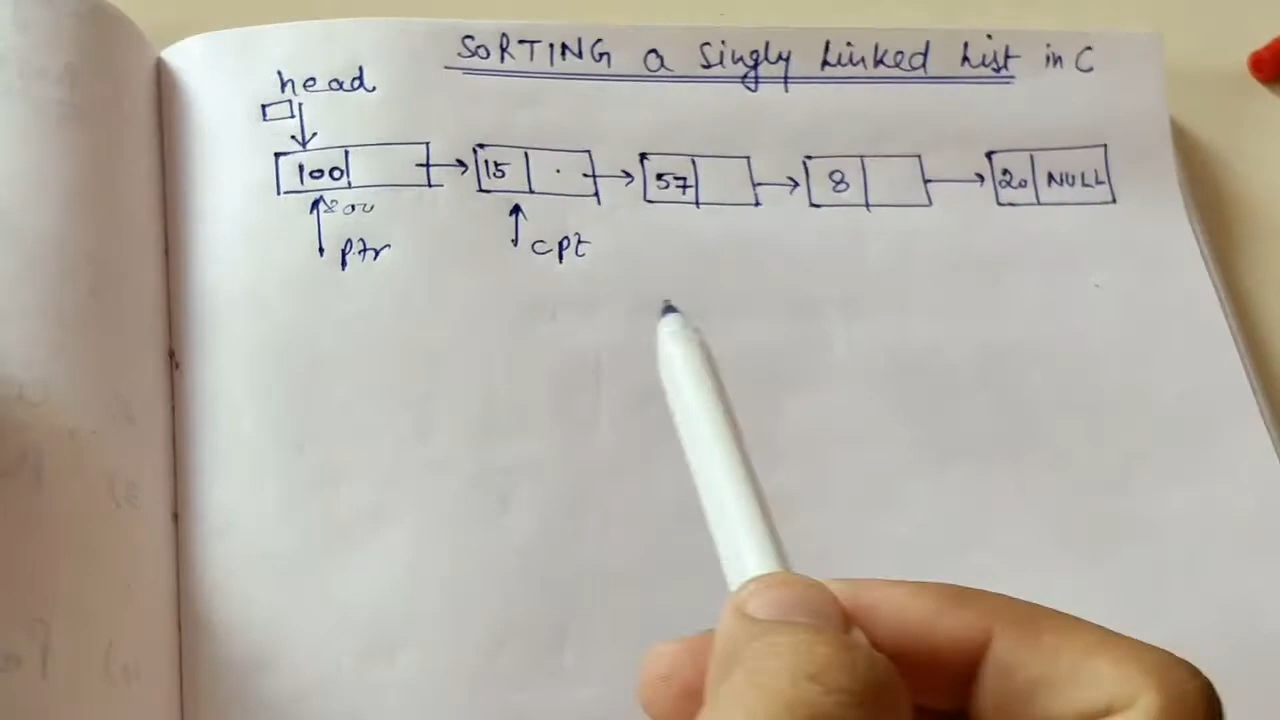 SORTING a Singly Linked List in C
head
100 15 57 8 20 NULL
ptr cpt